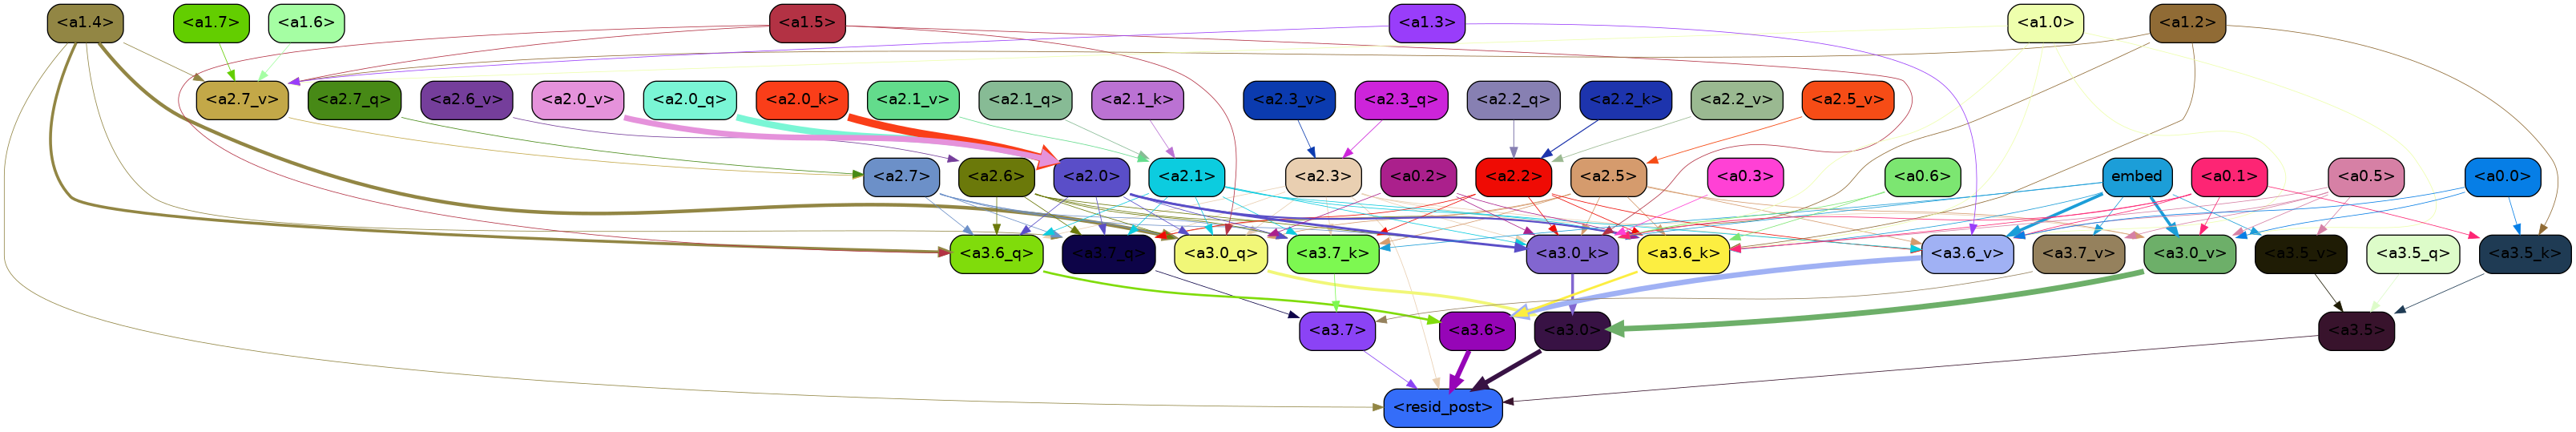 <a1.4> <a1.7> <a1.6> <a1.5> <a1.3> <a1.0> <a1.2>
<a2.7_v> <a2.7_q> <a2.6_v> <a2.0_v> <a2.0_q> <a2.0_k> <a2.1_v> <a2.1_q> <a2.1_k> <a2.3_v> <a2.3_q> <a2.2_q> <a2.2_k> <a2.2_v> <a2.5_v>
<a2.7> <a2.6> <a2.0> <a2.1> <a2.3> <a0.2> <a2.2> <a2.5> <a0.3> <a0.6> embed <a0.1> <a0.5> <a0.0>
<a3.6_q> <a3.7_q> <a3.0_q> <a3.7_k> <a3.0_k> <a3.6_k> <a3.6_v> <a3.7_v> <a3.0_v> <a3.5_v> <a3.5_q> <a3.5_k>
<a3.7> <a3.6> <a3.0> <a3.5>
<resid_post>